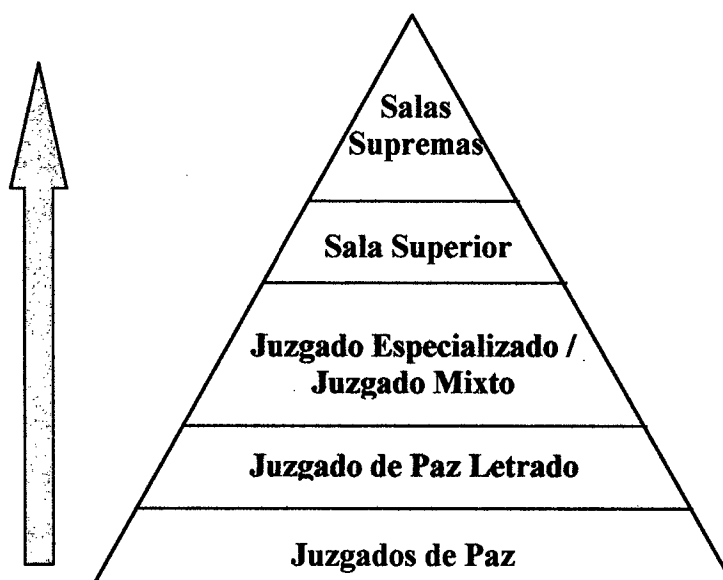 Salas
Supremas
Sala Superior
Juzgado Especializado /
Juzgado Mixto
Juzgado de Paz Letrado
Juzgados de Paz